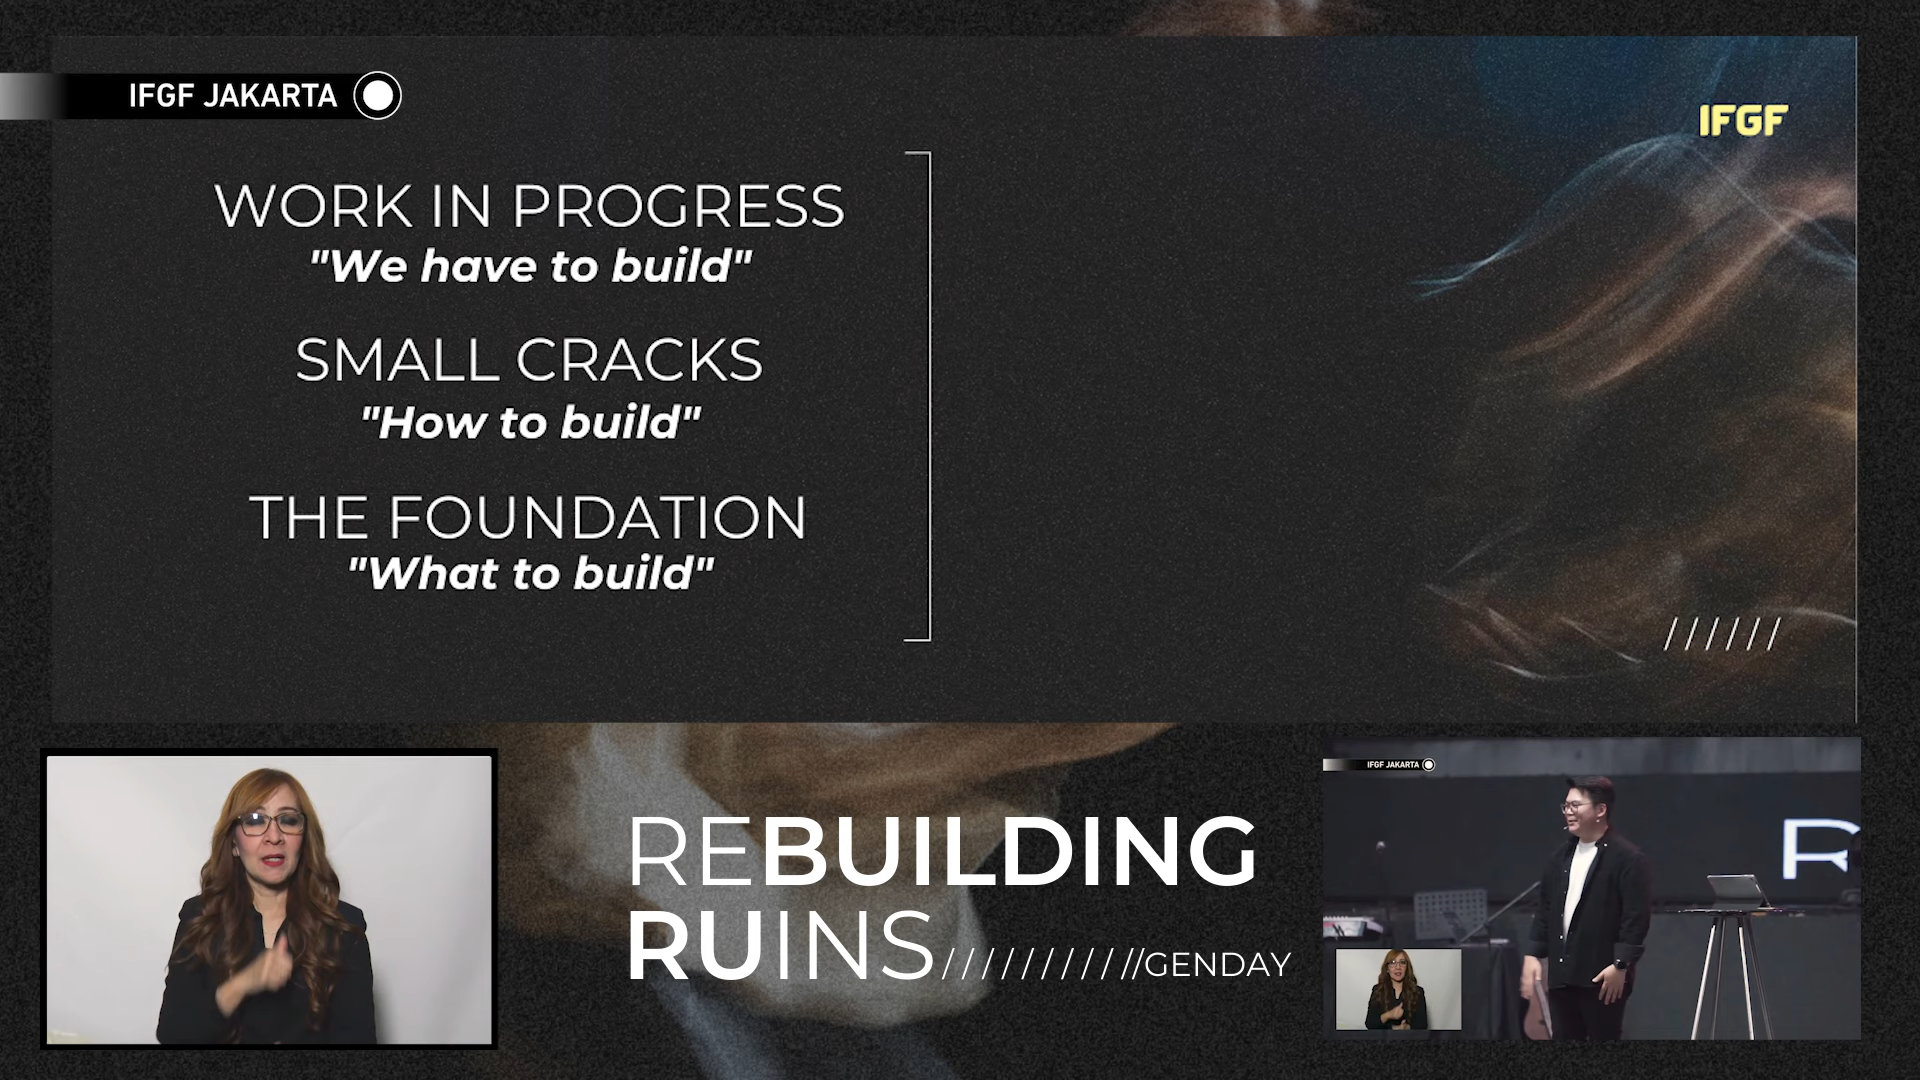 IFGF JAKARTA
IFGF
WORK IN PROGRESS
"We have to build"
SMALL CRACKS
"How to build"
THE FOUNDATION
"What to build"
//////
REBUILDING
RUINS////////////GENDAY
IFGF JAKARTA
R